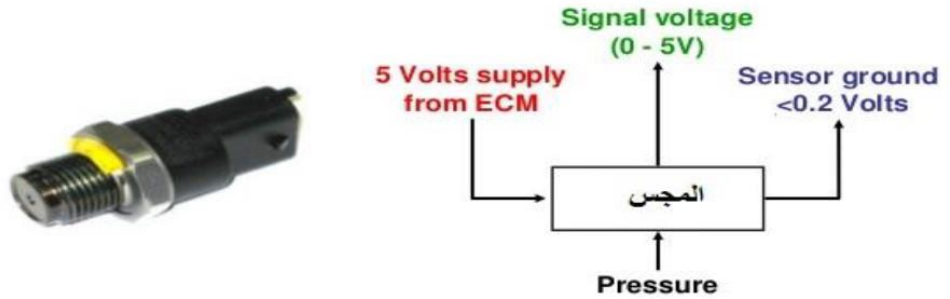 Signal voltage
(0 - 5V)
5 Volts supply
from ECM
Sensor ground
<0.2 Volts
المجس
Pressure